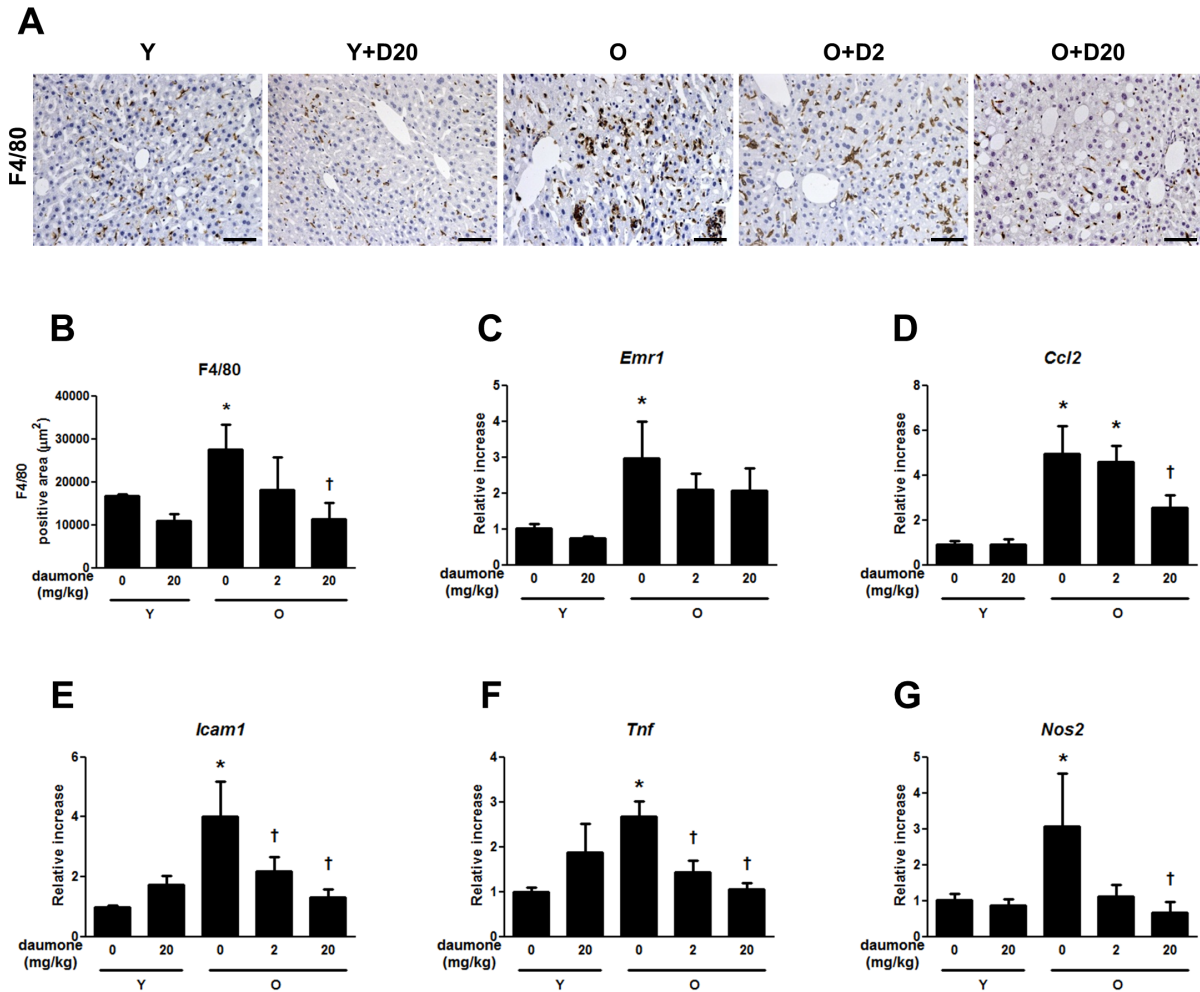 A
Y Y+D20 O O+D2 O+D20
F4/80
B
F4/80
F4/80
positive area (μm²)
40000
30000
20000
10000
0
daumone
(mg/kg)
0 20 0 2 20
Y O
*
†
C
Emr1
Relative increase
5
4
3
2
1
0
daumone
(mg/kg)
0 20 0 2 20
Y O
*
D
Ccl2
Relative increase
8
6
4
2
0
daumone
(mg/kg)
0 20 0 2 20
Y O
* *
†
E
Icam1
Relative increase
6
4
2
0
daumone
(mg/kg)
0 20 0 2 20
Y O
*
† †
F
Tnf
Relative increase
4
3
2
1
0
daumone
(mg/kg)
0 20 0 2 20
Y O
*
† †
G
Nos2
Relative increase
5
4
3
2
1
0
daumone
(mg/kg)
0 20 0 2 20
Y O
*
†